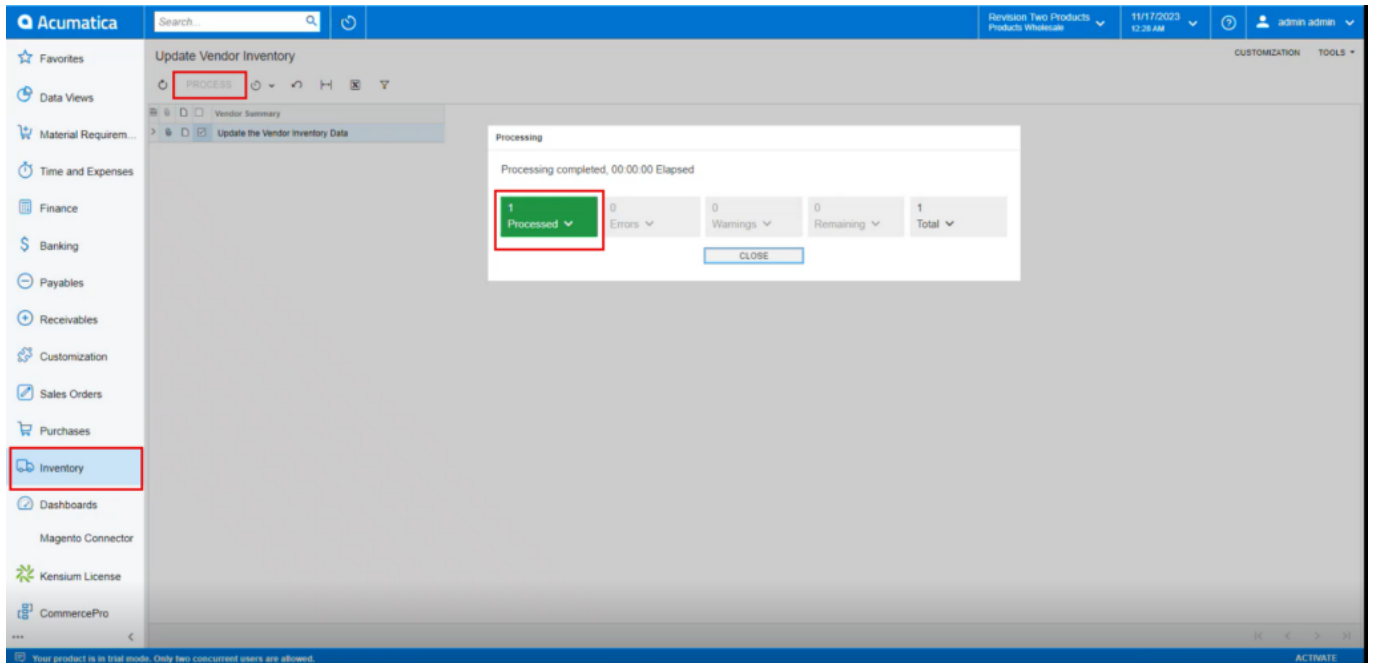 Acumatica
Search...
Revision Two Products
Products Wholesale
11/17/2023
12:28 AM
admin admin
Favorites
Data Views
Material Requirem...
Time and Expenses
Finance
Banking
Payables
Receivables
Customization
Sales Orders
Purchases
Inventory
Dashboards
Magento Connector
Kensium License
CommercePro
Update Vendor Inventory
CUSTOMIZATION TOOLS
PROCESS
Vendor Summary
Update the Vendor Inventory Data
Processing
Processing completed, 00:00:00 Elapsed
1
Processed
0
Errors
0
Warnings
0
Remaining
1
Total
CLOSE
Your product is in trial mode. Only two concurrent users are allowed.
ACTIVATE